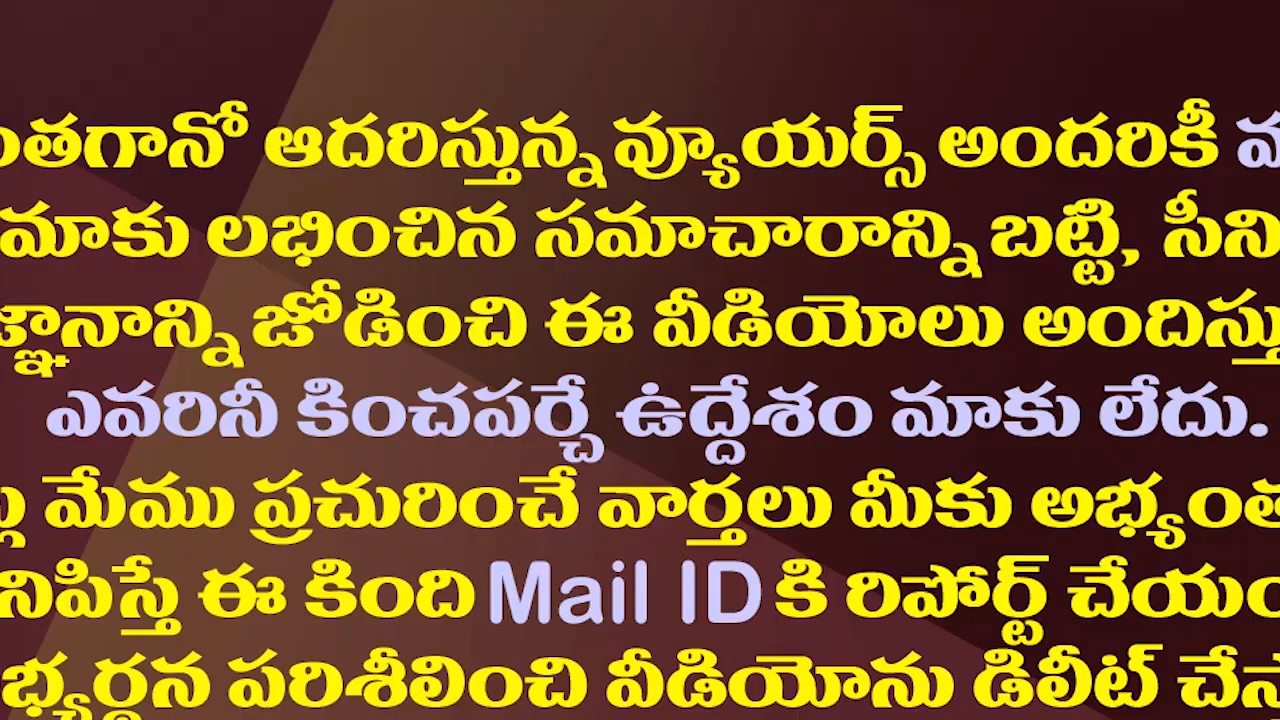 ంతగానో ఆదరిస్తున్న వ్యూయర్స్ అందరికీ
మాకు లభించిన సమాచారాన్ని బట్టి, సీని
జ్ఞానాన్ని జోడించి ఈ వీడియోలు అందిస్తు
ఎవరినీ కించపర్చే ఉద్దేశం మాకు లేదు.
మేము ప్రచురించే వార్తలు మీకు అభ్యంత
నిపిస్తే ఈ కింది Mail ID కి రిపోర్ట్ చేయం
భ్యర్థన పరిశీలించి వీడియోను డిలీట్ చేస